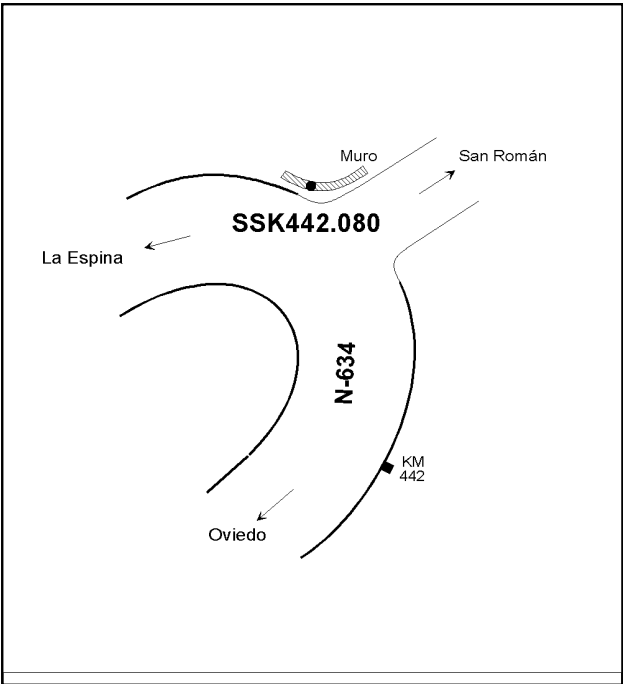 Muro
San Román
SSK442.080
La Espina
N-634
KM
442
Oviedo